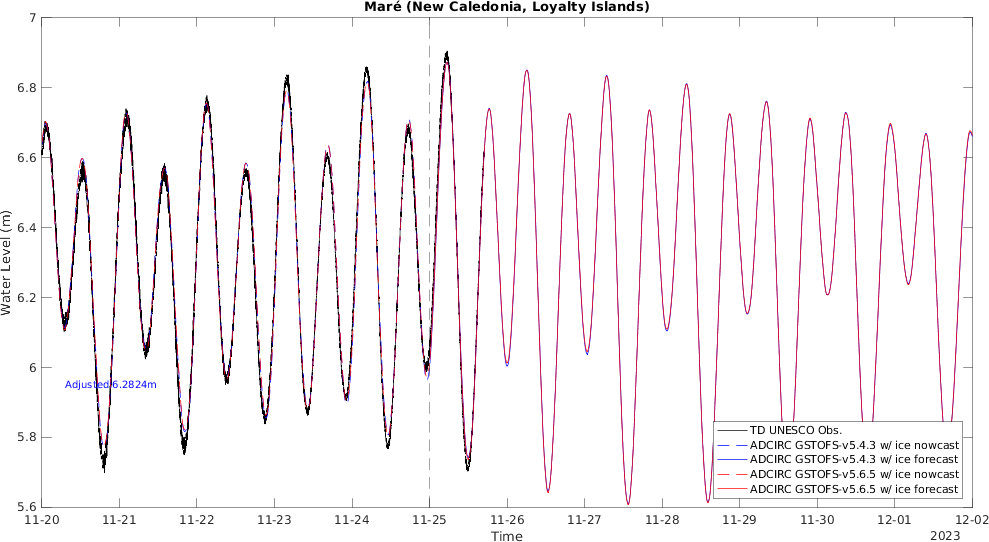 Maré (New Caledonia, Loyalty Islands)
7
6.8
6.6
6.4
6.2
6
5.8
5.6
Water Level (m)
Adjusted 6.2824m
TD UNESCO Obs.
ADCIRC GSTOFS-v5.4.3 w/ ice nowcast
ADCIRC GSTOFS-v5.4.3 w/ ice forecast
ADCIRC GSTOFS-v5.6.5 w/ ice nowcast
ADCIRC GSTOFS-v5.6.5 w/ ice forecast
11-20 11-21 11-22 11-23 11-24 11-25 11-26 11-27 11-28 11-29 11-30 12-01 12-02
Time
2023